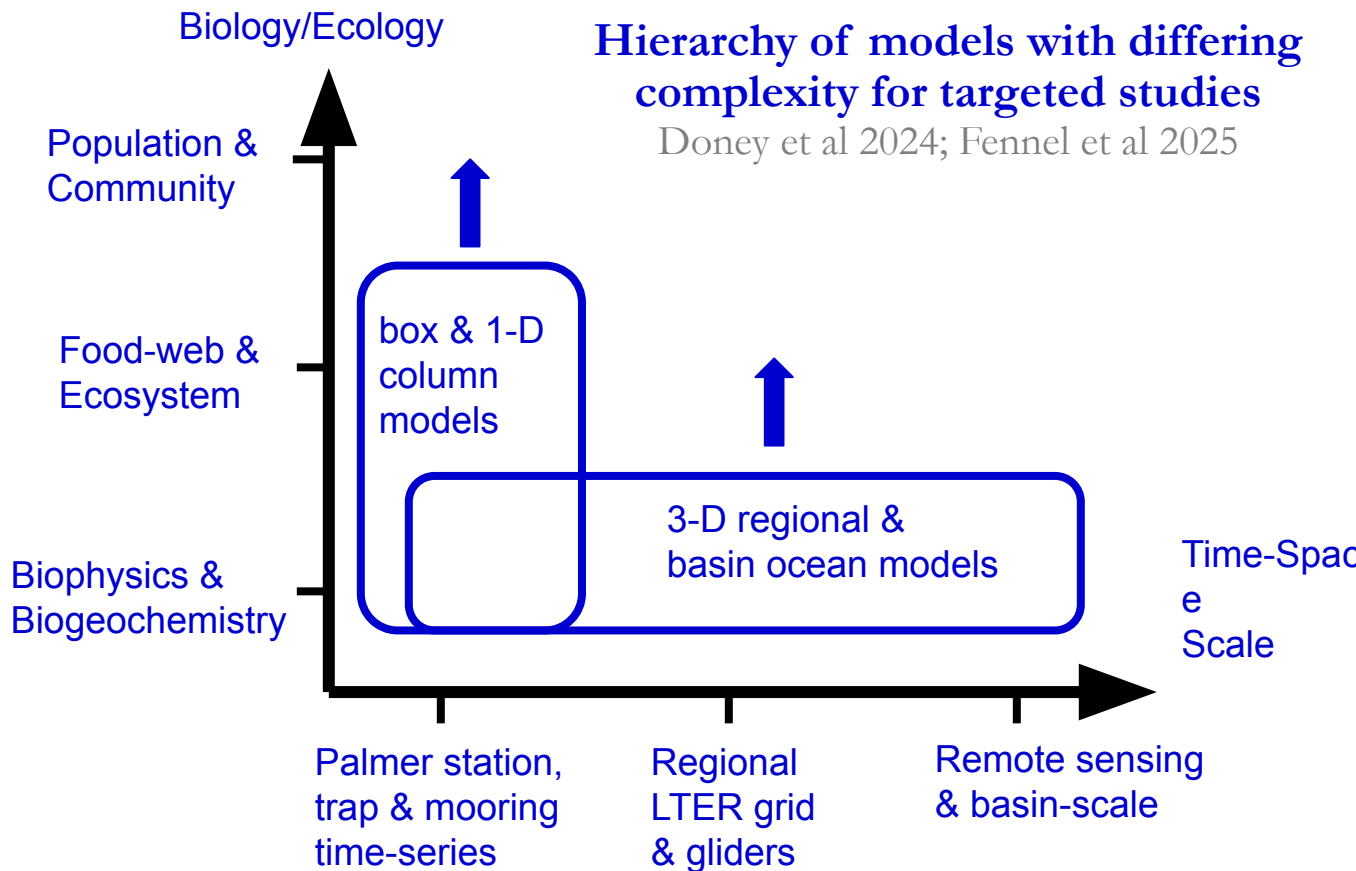 Biology/Ecology
Hierarchy of models with differing
complexity for targeted studies
Doney et al 2024; Fennel et al 2025
Population &
Community
Food-web &
Ecosystem
Biophysics &
Biogeochemistry
box & 1-D
column
models
3-D regional &
basin ocean models
Time-Spac
e
Scale
Palmer station,
trap & mooring
time-series
Regional
LTER grid
& gliders
Remote sensing
& basin-scale